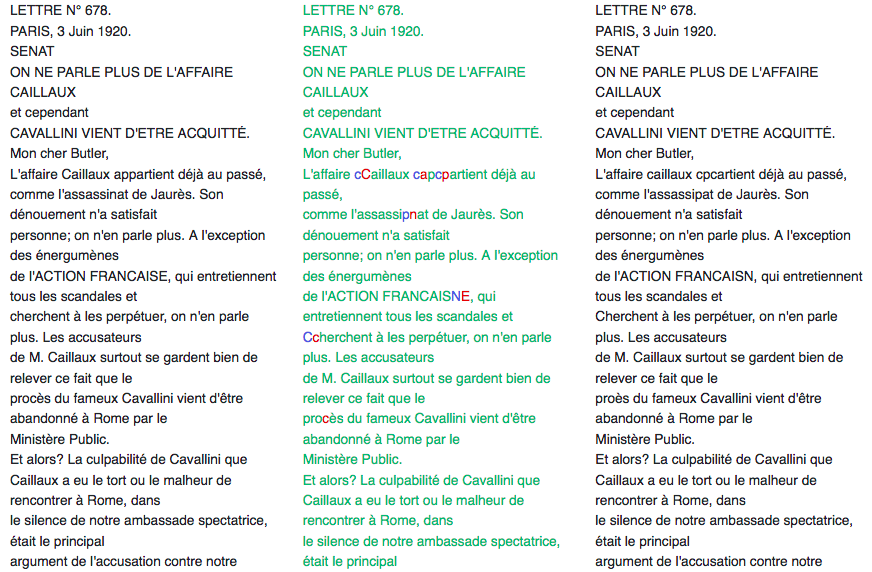 LETTRE N° 678.
PARIS, 3 Juin 1920.
SENAT
ON NE PARLE PLUS DE L'AFFAIRE
CAILLAUX
et cependant
CAVALLINI VIENT D'ETRE ACQUITTÉ.
Mon cher Butler,
L'affaire Caillaux appartient déjà au passé,
comme l'assassinat de Jaurès. Son
dénouement n'a satisfait
personne; on n'en parle plus. A l'exception
des énergumènes
de l'ACTION FRANCAISE, qui entretiennent
tous les scandales et
cherchent à les perpétuer, on n'en parle
plus. Les accusateurs
de M. Caillaux surtout se gardent bien de
relever ce fait que le
procès du fameux Cavallini vient d'être
abandonné à Rome par le
Ministère Public.
Et alors? La culpabilité de Cavallini que
Caillaux a eu le tort ou le malheur de
rencontrer à Rome, dans
le silence de notre ambassade spectatrice,
était le principal
argument de l'accusation contre notre
LETTRE N° 678.
PARIS, 3 Juin 1920.
SENAT
ON NE PARLE PLUS DE L'AFFAIRE
CAILLAUX
et cependant
CAVALLINI VIENT D'ETRE ACQUITTÉ.
Mon cher Butler,
L'affaire cCaillaux capcpartient déjà au
passé,
comme l'assassipnat de Jaurès. Son
dénouement n'a satisfait
personne; on n'en parle plus. A l'exception
des énergumènes
de l'ACTION FRANCAISNE, qui
entretiennent tous les scandales et
Ccherchent à les perpétuer, on n'en parle
plus. Les accusateurs
de M. Caillaux surtout se gardent bien de
relever ce fait que le
procès du fameux Cavallini vient d'être
abandonné à Rome par le
Ministère Public.
Et alors? La culpabilité de Cavallini que
Caillaux a eu le tort ou le malheur de
rencontrer à Rome, dans
le silence de notre ambassade spectatrice,
était le principal
LETTRE N° 678.
PARIS, 3 Juin 1920.
SENAT
ON NE PARLE PLUS DE L'AFFAIRE
CAILLAUX
et cependant
CAVALLINI VIENT D'ETRE ACQUITTÉ.
Mon cher Butler,
L'affaire caillaux cpcartient déjà au passé,
comme l'assassipat de Jaurès. Son
dénouement n'a satisfait
personne; on n'en parle plus. A l'exception
des énergumènes
de l'ACTION FRANCAISN, qui entretiennent
tous les scandales et
Cherchent à les perpétuer, on n'en parle
plus. Les accusateurs
de M. Caillaux surtout se gardent bien de
relever ce fait que le
proès du fameux Cavallini vient d'être
abandonné à Rome par le
Ministère Public.
Et alors? La culpabilité de Cavallini que
Caillaux a eu le tort ou le malheur de
rencontrer à Rome, dans
le silence de notre ambassade spectatrice,
était le principal
argument de l'accusation contre notre